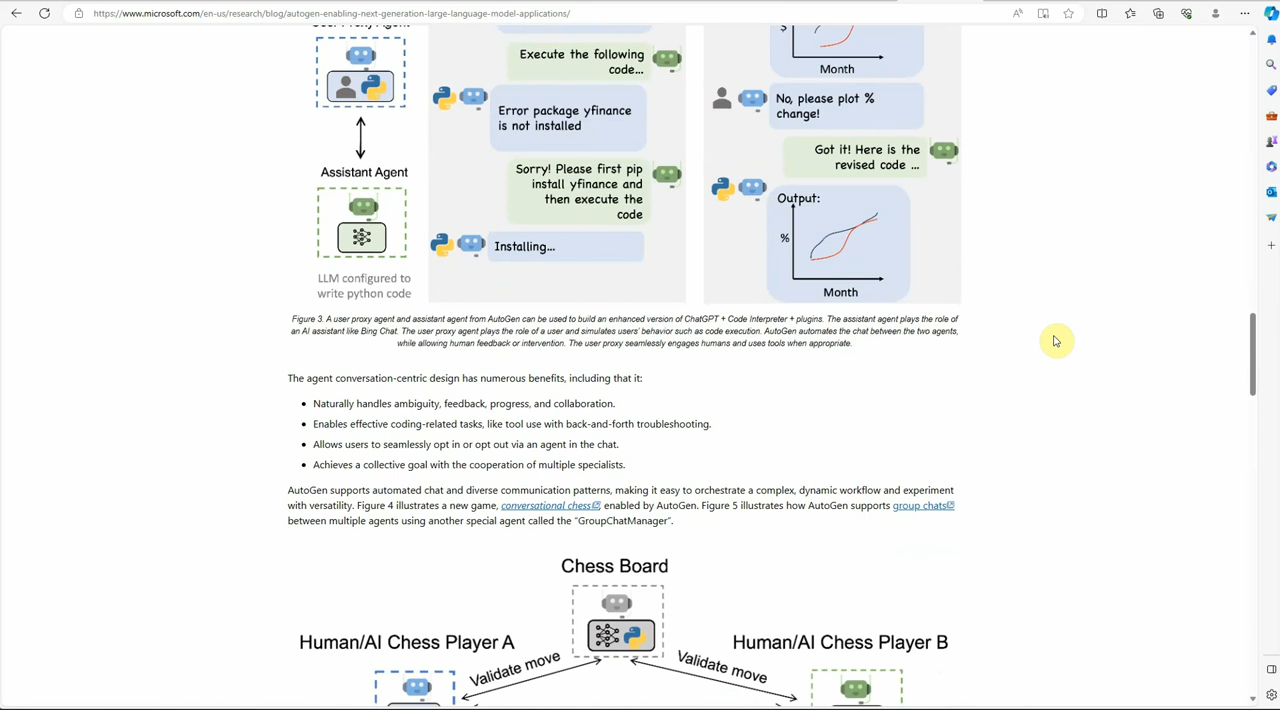 https://www.microsoft.com/en-us/research/blog/autogen-enabling-next-generation-large-language-model-applications/
Assistant Agent
LLM configured to
write python code
Execute the following
code...
Error package yfinance
is not installed
Sorry! Please first pip
install yfinance and
then execute the
code
Installing...
$
Month
No, please plot %
change!
Got it! Here is the
revised code ...
Output:
%
Month
Figure 3. A user proxy agent and assistant agent from AutoGen can be used to build an enhanced version of ChatGPT + Code Interpreter + plugins. The assistant agent plays the role of
an AI assistant like Bing Chat. The user proxy agent plays the role of a user and simulates users' behavior such as code execution. AutoGen automates the chat between the two agents,
while allowing human feedback or intervention. The user proxy seamlessly engages humans and uses tools when appropriate.
The agent conversation-centric design has numerous benefits, including that it:
• Naturally handles ambiguity, feedback, progress, and collaboration.
• Enables effective coding-related tasks, like tool use with back-and-forth troubleshooting.
• Allows users to seamlessly opt in or opt out via an agent in the chat.
• Achieves a collective goal with the cooperation of multiple specialists.
AutoGen supports automated chat and diverse communication patterns, making it easy to orchestrate a complex, dynamic workflow and experiment
with versatility. Figure 4 illustrates a new game, conversational chess, enabled by AutoGen. Figure 5 illustrates how AutoGen supports group chats
between multiple agents using another special agent called the “GroupChatManager”.
Chess Board
Human/AI Chess Player A
Human/AI Chess Player B
Validate move
Validate move